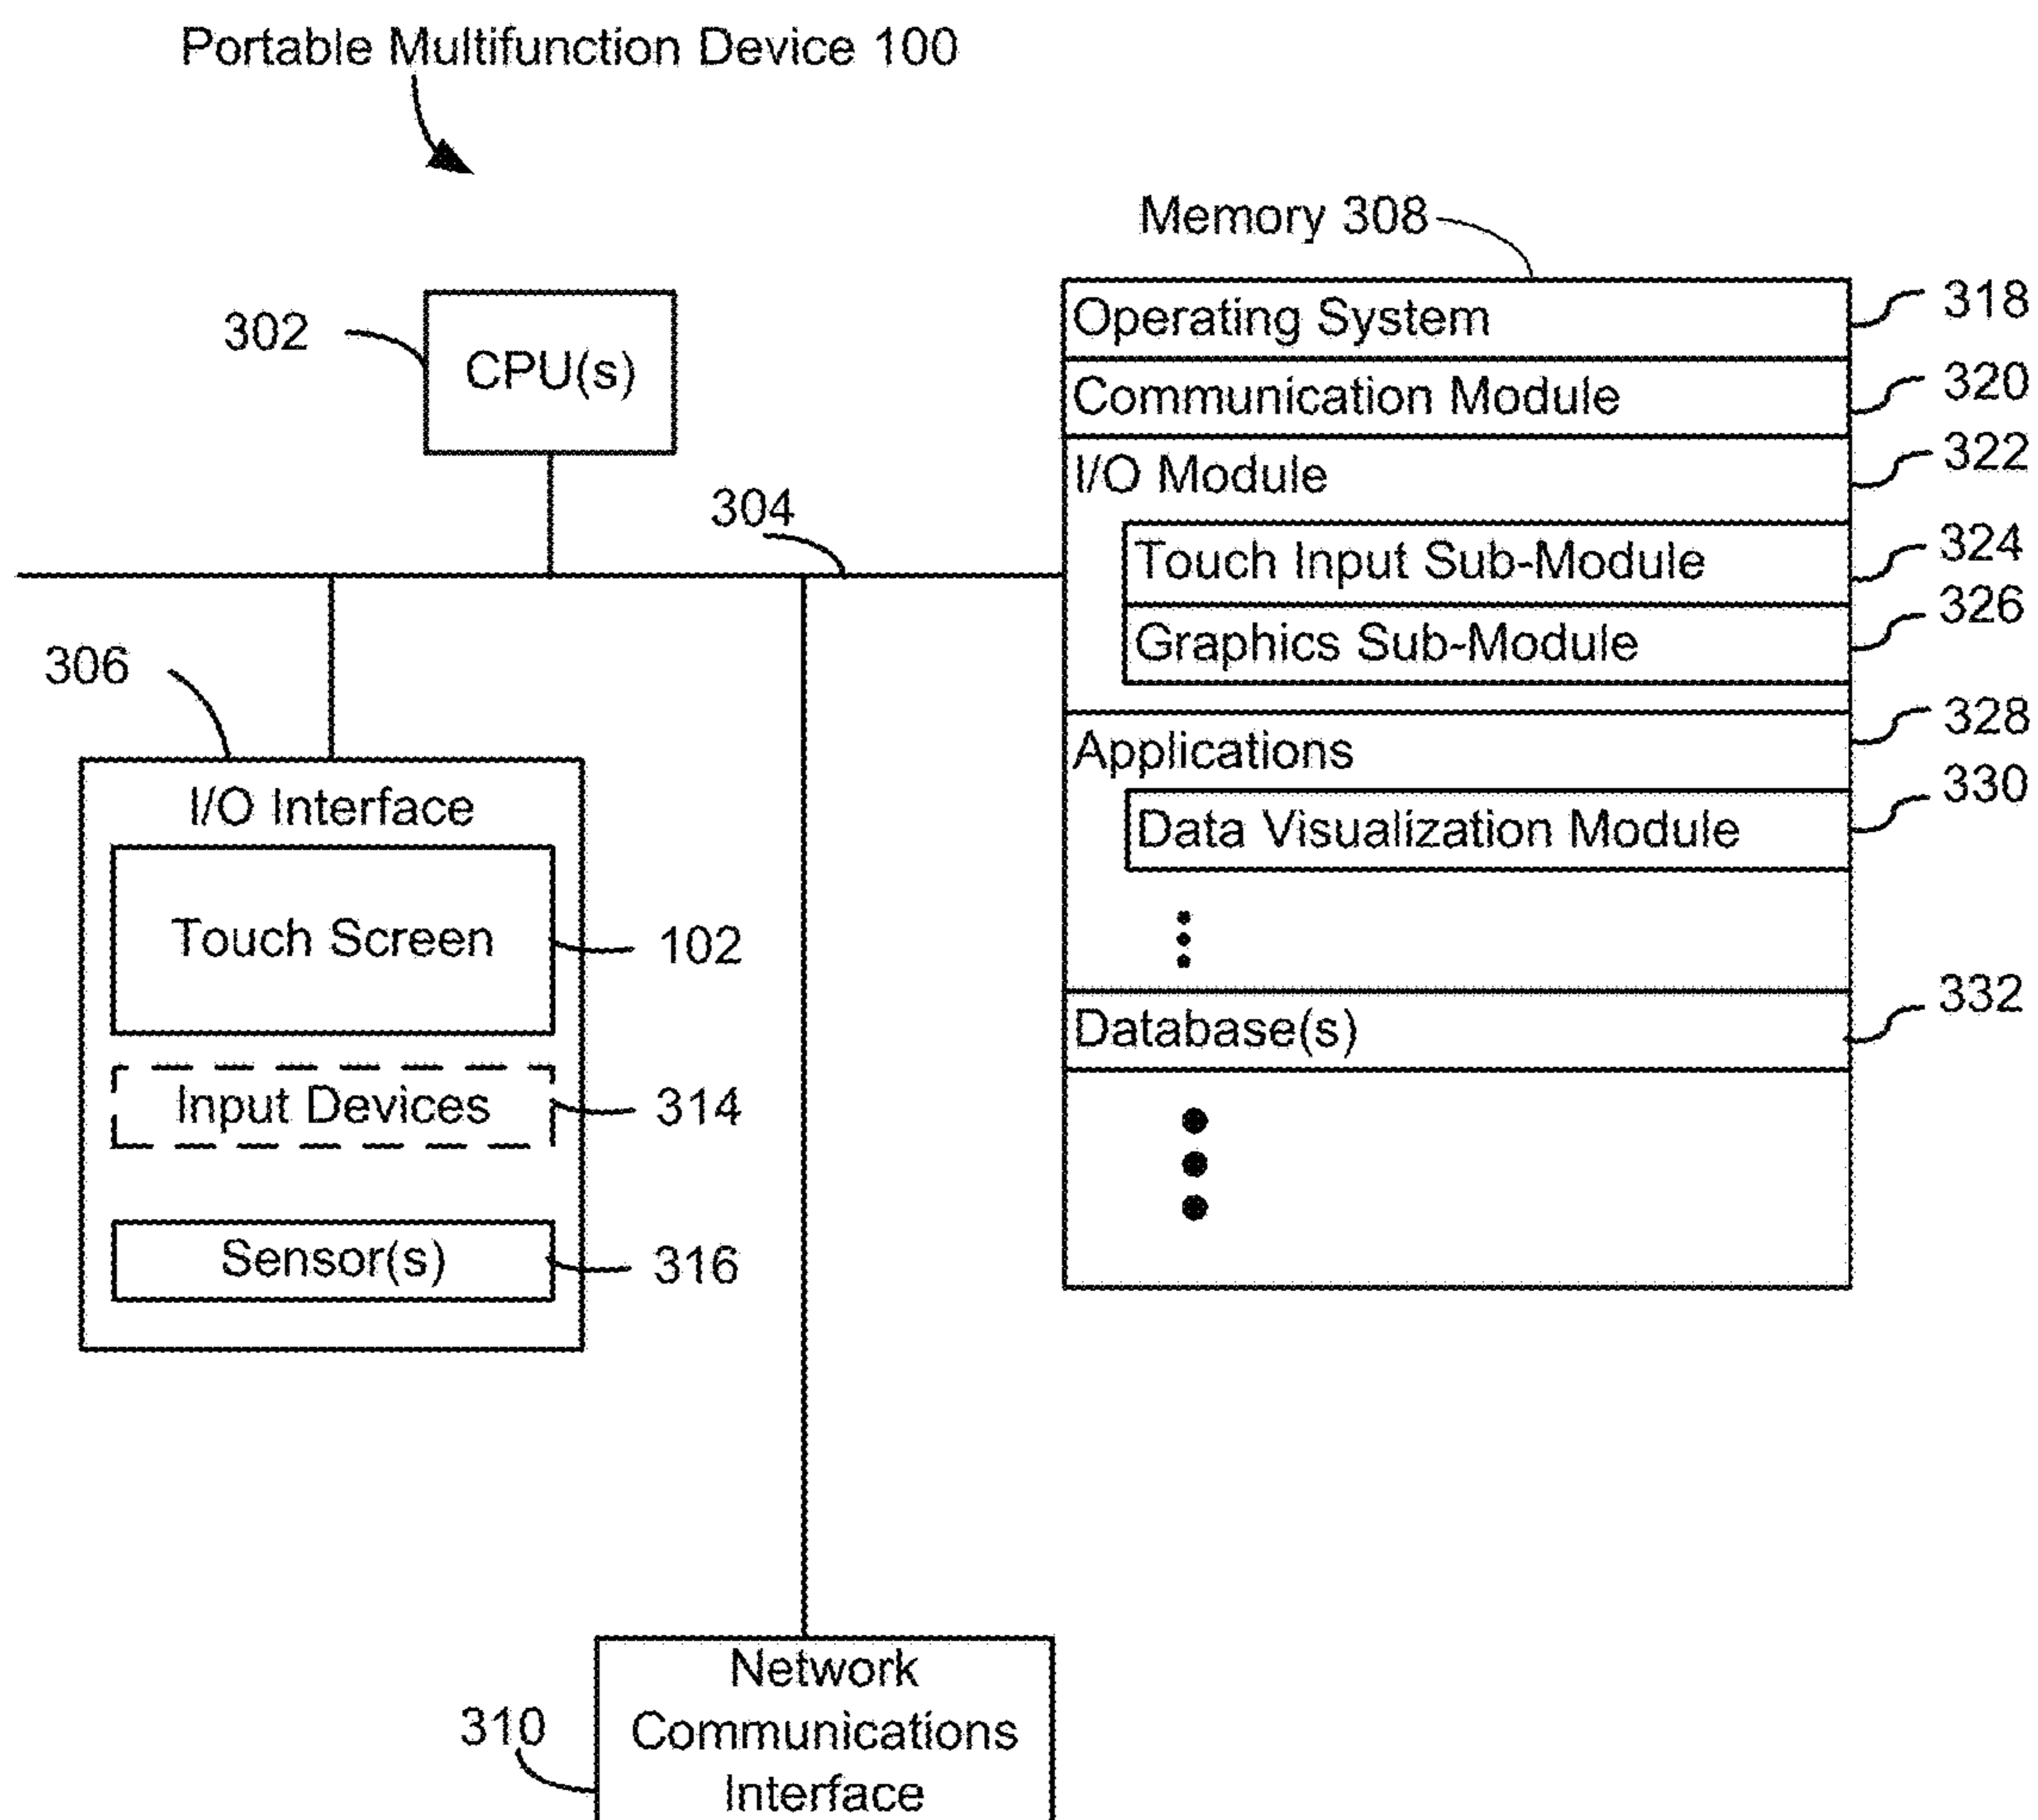 Portable Multifunction Device 100
Memory 308
302
CPU(s)
304
306
I/O Interface
Touch Screen
102
Input Devices
314
Sensor(s)
316
Operating System
318
Communication Module
320
I/O Module
322
Touch Input Sub-Module
324
Graphics Sub-Module
326
Applications
328
Data Visualization Module
330
Database(s)
332
310
Network
Communications
Interface